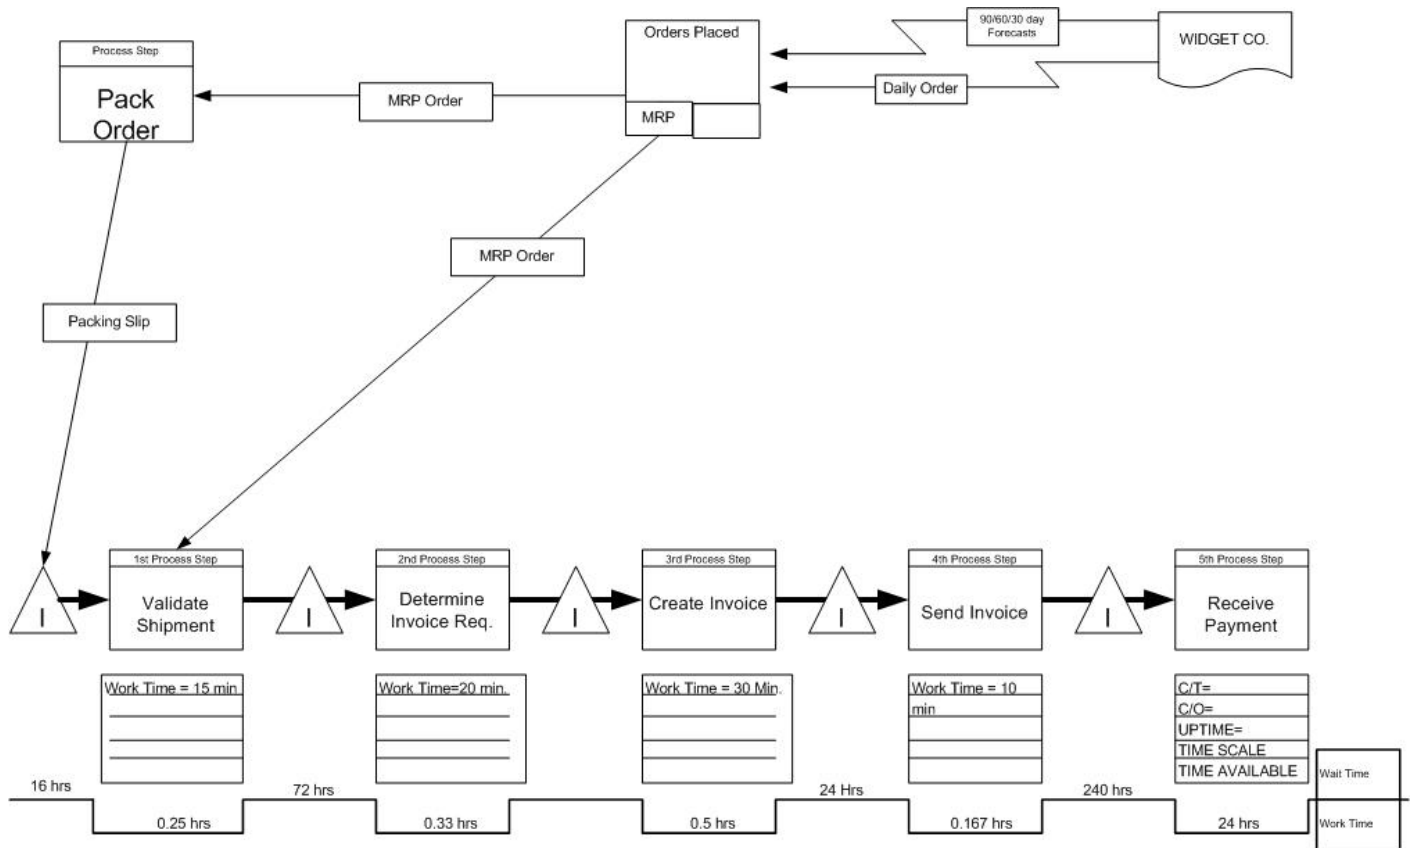 Process Step
Pack
Order
MRP Order
Orders Placed
MRP
90/60/30 day
Forecasts
Daily Order
WIDGET CO.
MRP Order
Packing Slip
I
1st Process Step
Validate
Shipment
I
2nd Process Step
Determine
Invoice Req.
I
3rd Process Step
Create Invoice
I
4th Process Step
Send Invoice
I
5th Process Step
Receive
Payment
Work Time = 15 min
Work Time=20 min.
Work Time = 30 Min.
Work Time = 10
min
C/T=
C/O=
UPTIME=
TIME SCALE
TIME AVAILABLE
16 hrs
72 hrs
24 Hrs
240 hrs
Wait Time
0.25 hrs
0.33 hrs
0.5 hrs
0.167 hrs
24 hrs
Work Time